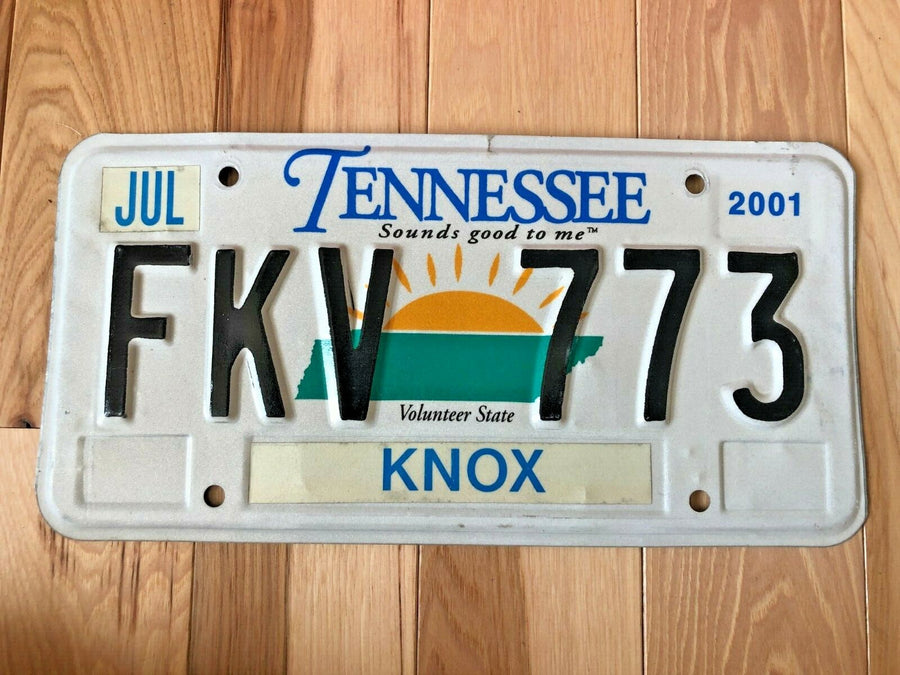 JUL TENNESSEE 2001
Sounds good to me™
FKV 773
Volunteer State
KNOX